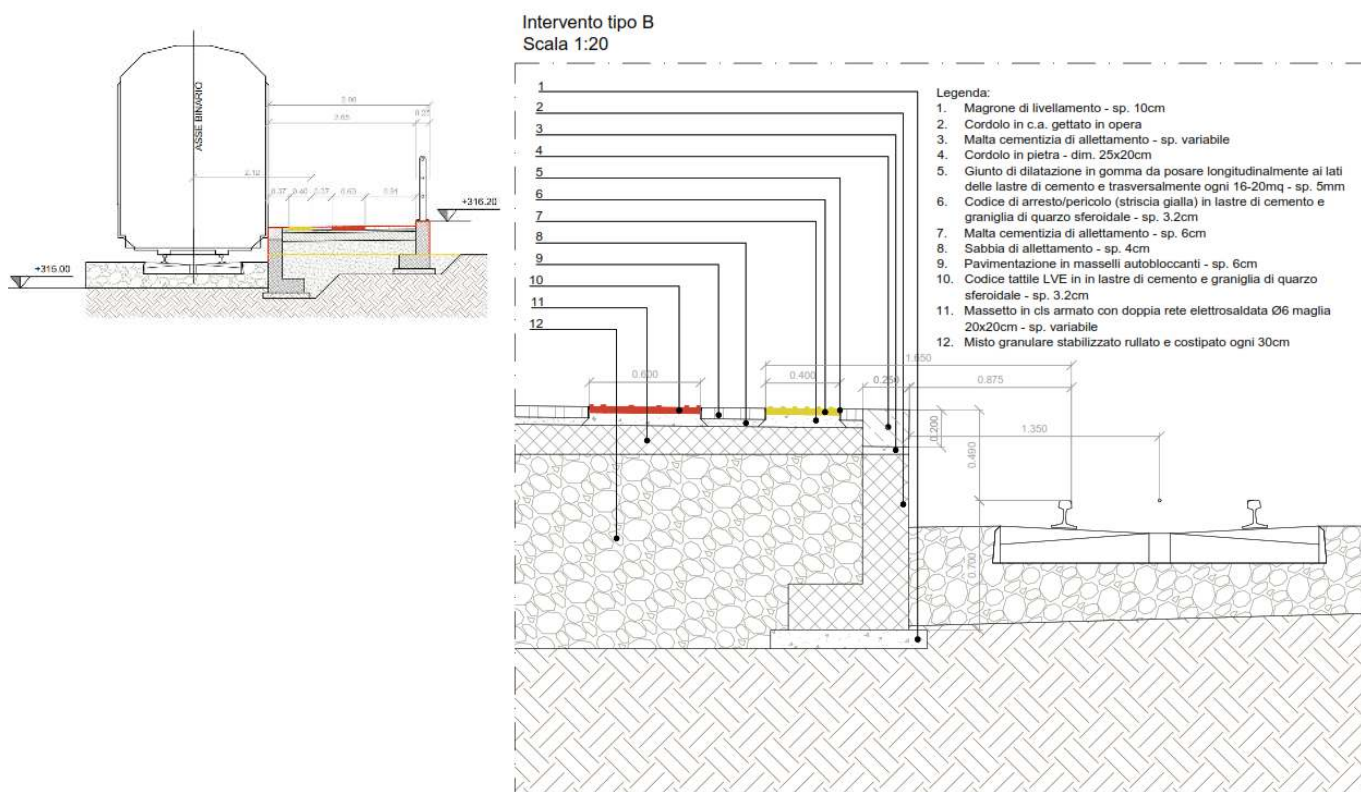 Intervento tipo B
Scala 1:20
ASSE BINARIO
2.65
2.10
0.37
0.40
0.37
0.60
0.91
+316.20
+315.00
1
2
3
4
5
6
7
8
9
10
11
12
Legenda:
1. Magrone di livellamento - sp. 10cm
2. Cordolo in c.a. gettato in opera
3. Malta cementizia di allettamento - sp. variabile
4. Cordolo in pietra - dim. 25x20cm
5. Giunto di dilatazione in gomma da posare longitudinalmente ai lati
delle lastre di cemento e trasversalmente ogni 16-20mq - sp. 5mm
6. Codice di arresto/pericolo (striscia gialla) in lastre di cemento e
graniglia di quarzo sferoidale - sp. 3.2cm
7. Malta cementizia di allettamento - sp. 6cm
8. Sabbia di allettamento - sp. 4cm
9. Pavimentazione in masselli autobloccanti - sp. 6cm
10. Codice tattile LVE in in lastre di cemento e graniglia di quarzo
sferoidale - sp. 3.2cm
11. Massetto in cls armato con doppia rete elettrosaldata Ø6 maglia
20x20cm - sp. variabile
12. Misto granulare stabilizzato rullato e costipato ogni 30cm
1.650
0.600
0.400
0.250
0.875
0.200
1.350
0.490
0.700